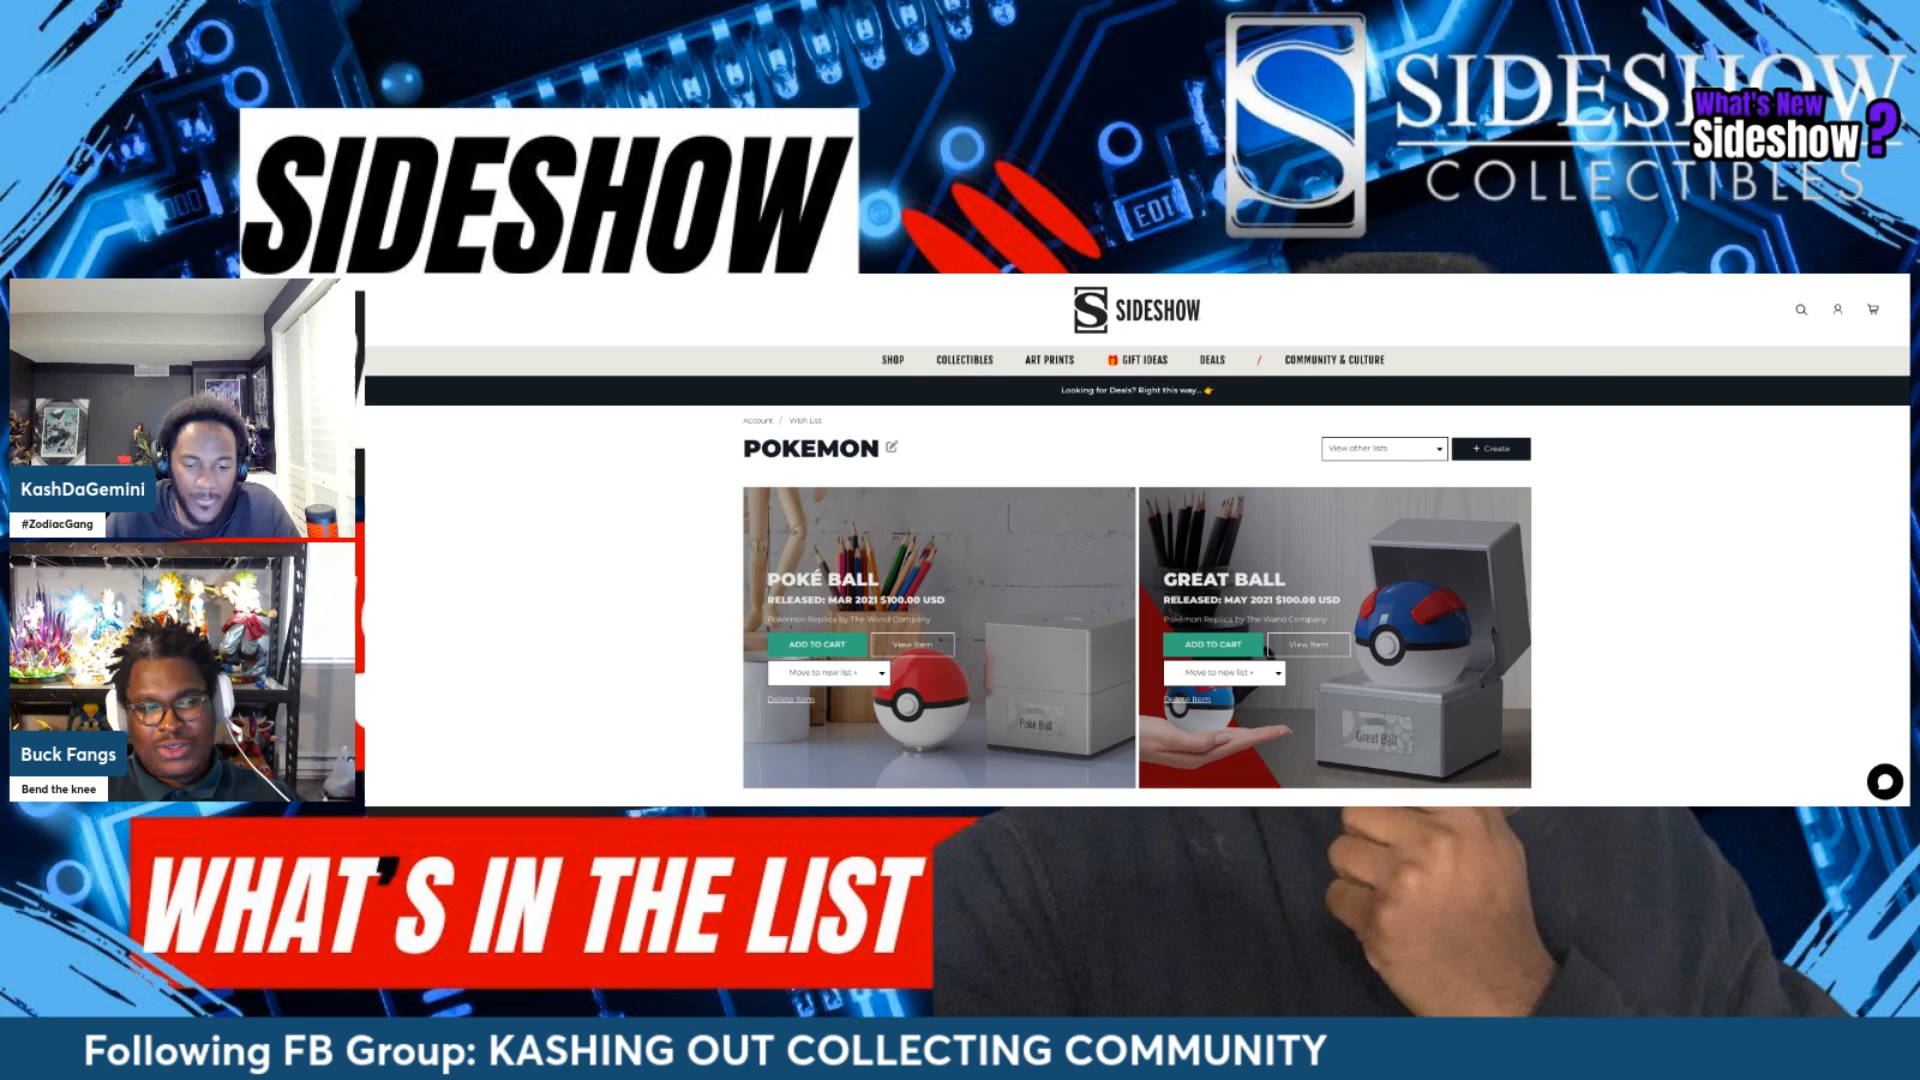 SIDESHOW
SIDESHOW
COLLECTIBLES
What's New
Sideshow?
EDI
SIDESHOW
SHOP COLLECTIBLES ART PRINTS GIFT IDEAS DEALS / COMMUNITY & CULTURE
Looking for Deals? Right this way...
Account / Wish List
POKEMON
View other lists
+ Create
POKÉ BALL
RELEASED: MAR 2021 $100.00 USD
Pokémon Replica by The Wand Company
ADD TO CART View Item
Move to new list »
Delete Item
Poké Ball
GREAT BALL
RELEASED: MAY 2021 $100.00 USD
Pokémon Replica by The Wand Company
ADD TO CART View Item
Move to new list »
Delete Item
Great Ball
KashDaGemini
#ZodiacGang
Buck Fangs
Bend the knee
WHAT'S IN THE LIST
Following FB Group: KASHING OUT COLLECTING COMMUNITY